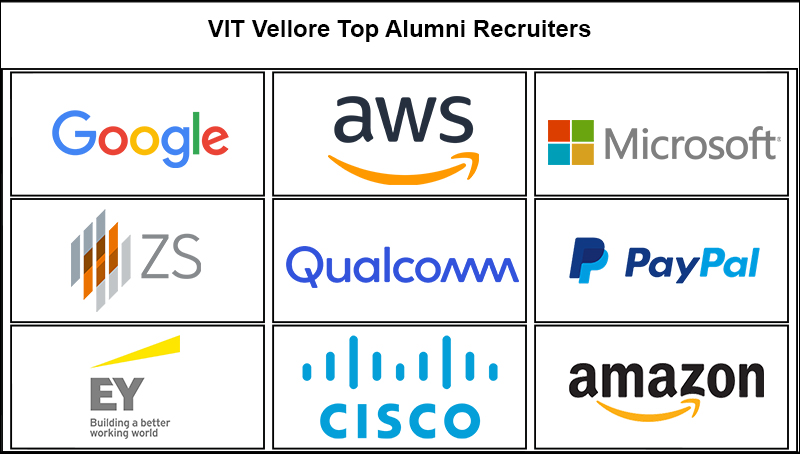 VIT Vellore Top Alumni Recruiters
Google
aws
Microsoft
ZS
Qualcomm
PayPal
EY
Building a better
working world
CISCO
amazon